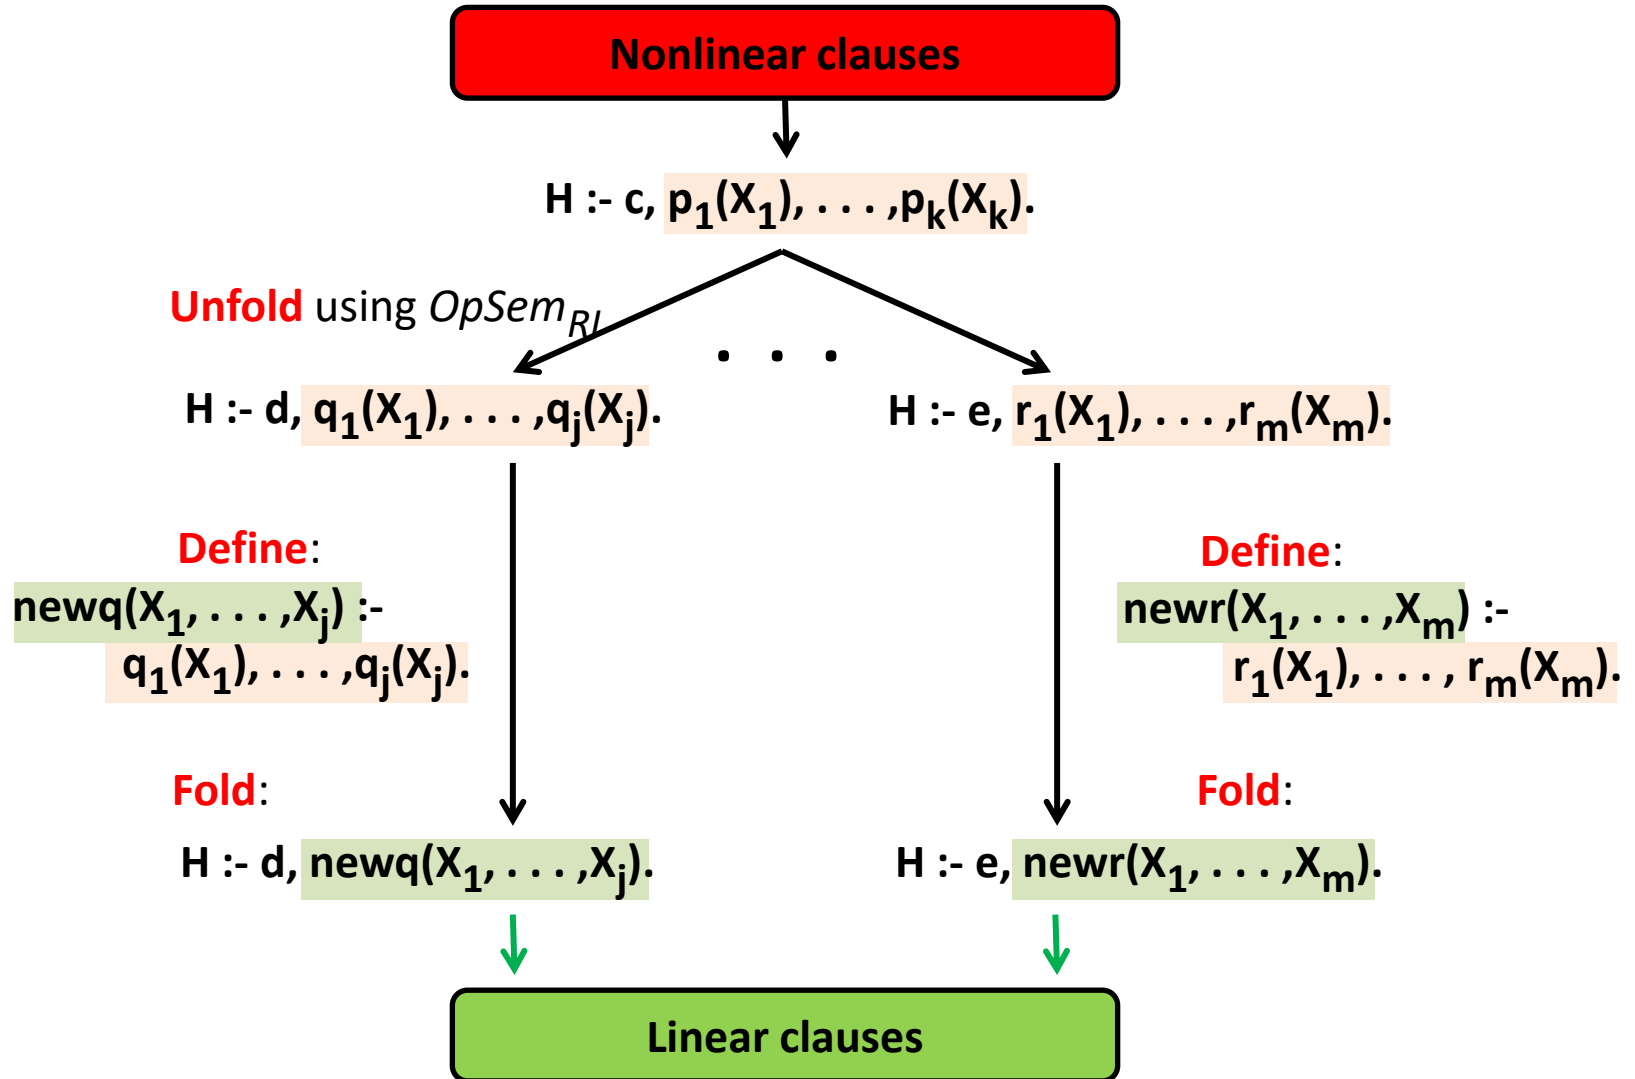 Nonlinear clauses
H :- c, p₁(X₁), . . . ,pₖ(Xₖ).
Unfold using OpSem_RI
. . .
H :- d, q₁(X₁), . . . ,qⱼ(Xⱼ).
H :- e, r₁(X₁), . . . ,rₘ(Xₘ).
Define:
newq(X₁, . . . ,Xⱼ) :-
q₁(X₁), . . . ,qⱼ(Xⱼ).
Define:
newr(X₁, . . . ,Xₘ) :-
r₁(X₁), . . . , rₘ(Xₘ).
Fold:
H :- d, newq(X₁, . . . ,Xⱼ).
Fold:
H :- e, newr(X₁, . . . ,Xₘ).
Linear clauses